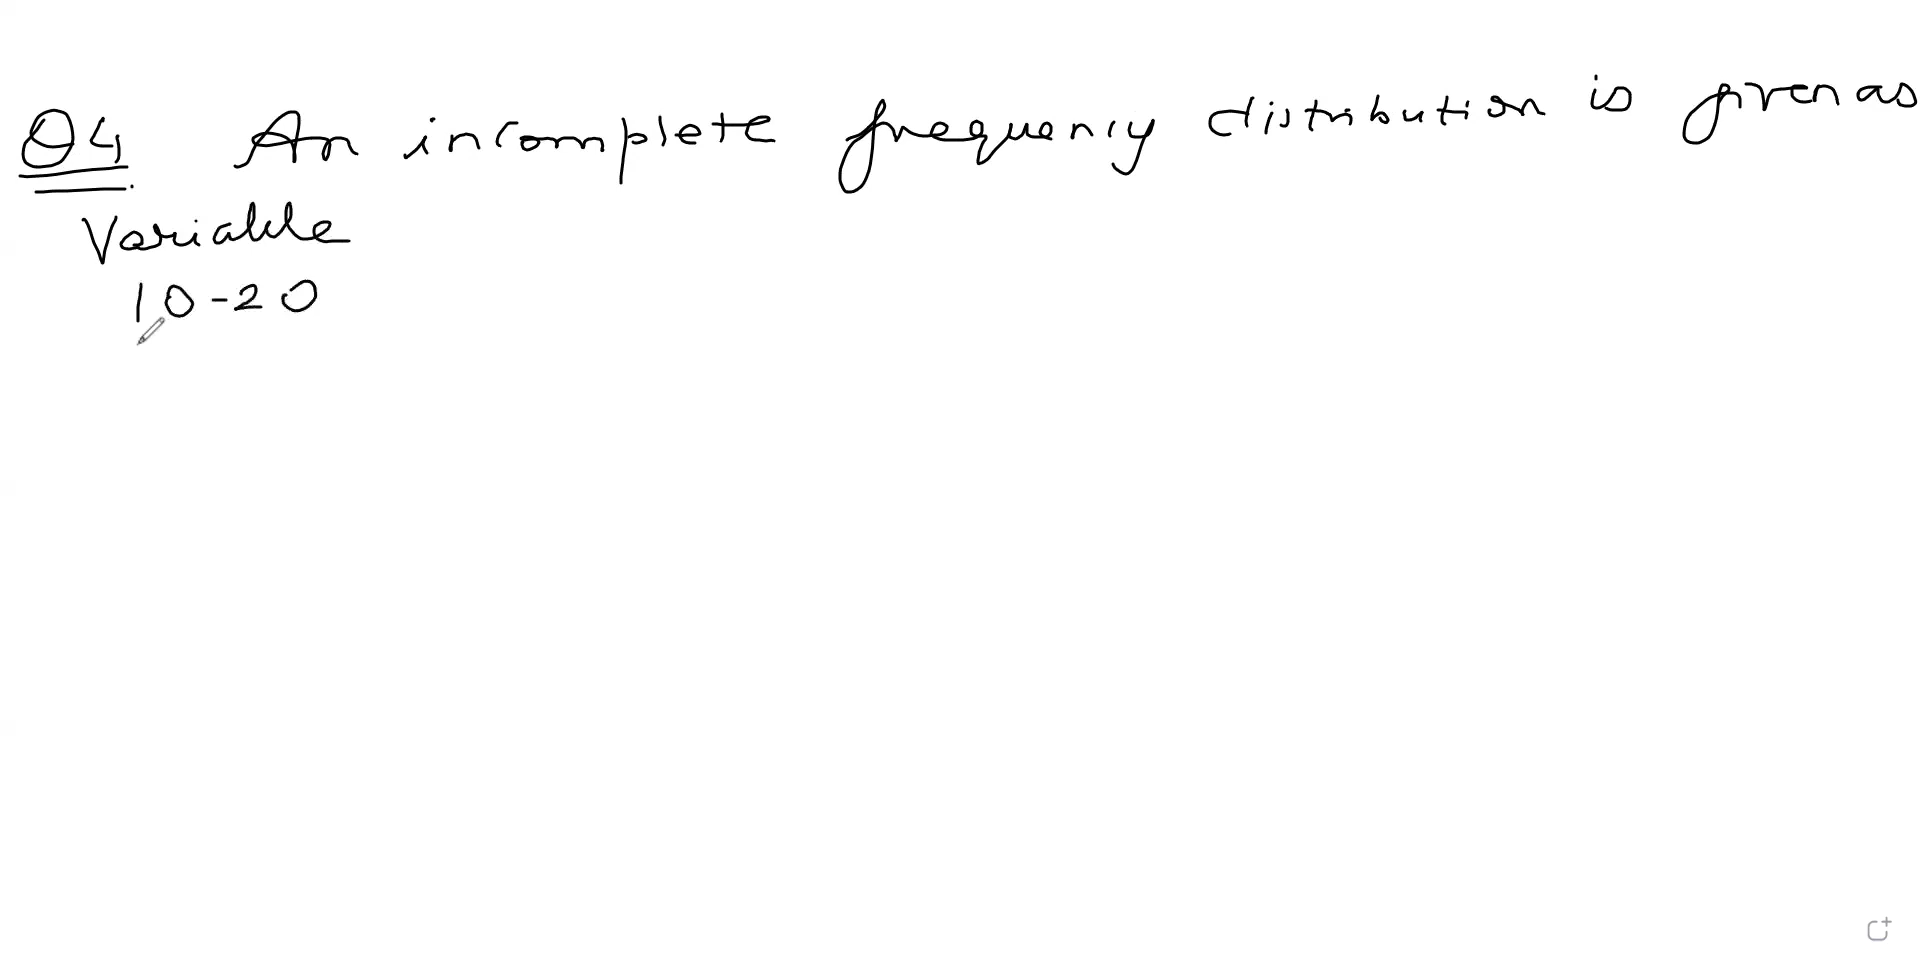 Q4. An incomplete frequency distribution is given as
Variable
10-20